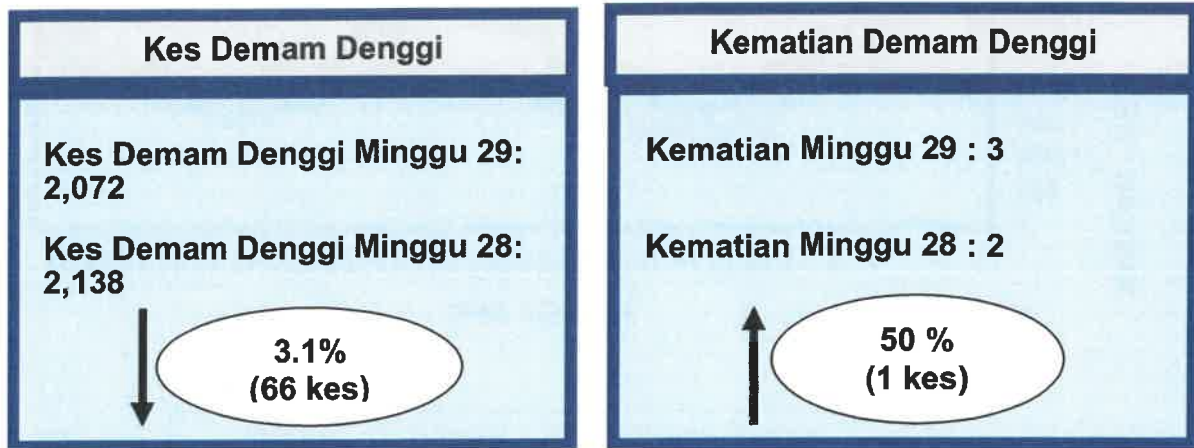 Kes Demam Denggi
Kes Demam Denggi Minggu 29:
2,072
Kes Demam Denggi Minggu 28:
2,138
3.1%
(66 kes)
Kematian Demam Denggi
Kematian Minggu 29 : 3
Kematian Minggu 28 : 2
50 %
(1 kes)